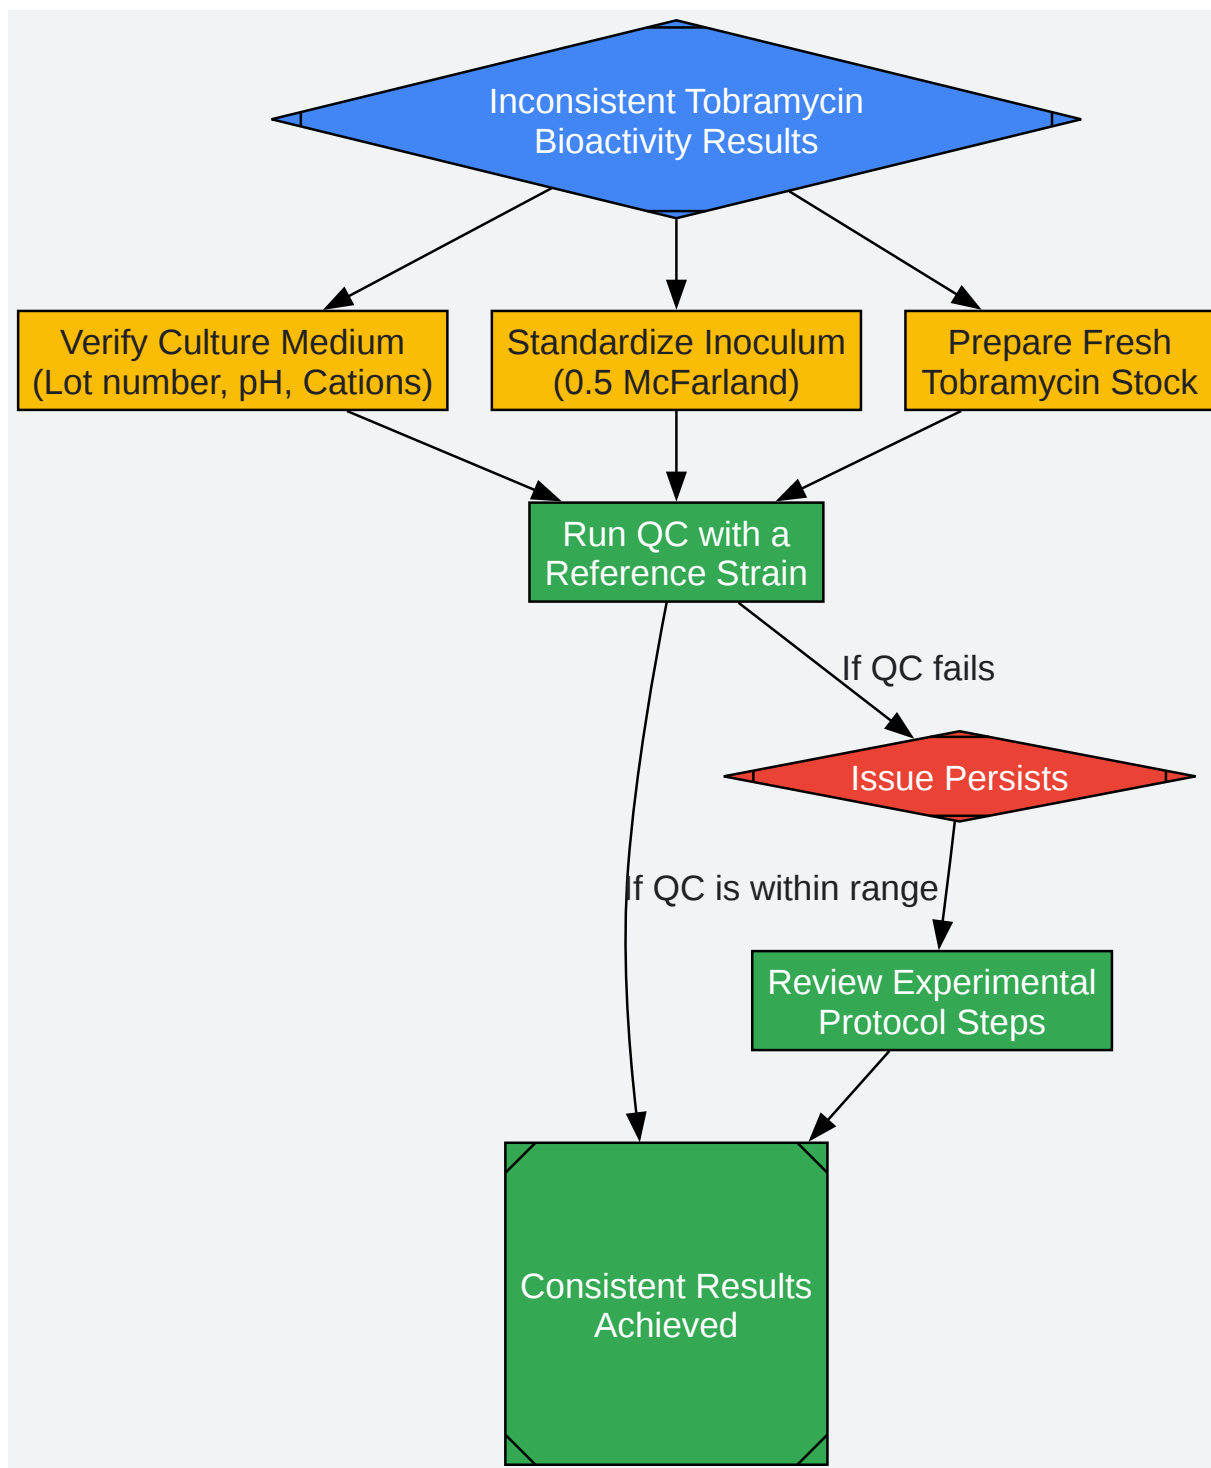 Inconsistent Tobramycin
Bioactivity Results
Verify Culture Medium
(Lot number, pH, Cations)
Standardize Inoculum
(0.5 McFarland)
Prepare Fresh
Tobramycin Stock
Run QC with a
Reference Strain
If QC fails
Issue Persists
If QC is within range
Review Experimental
Protocol Steps
Consistent Results
Achieved